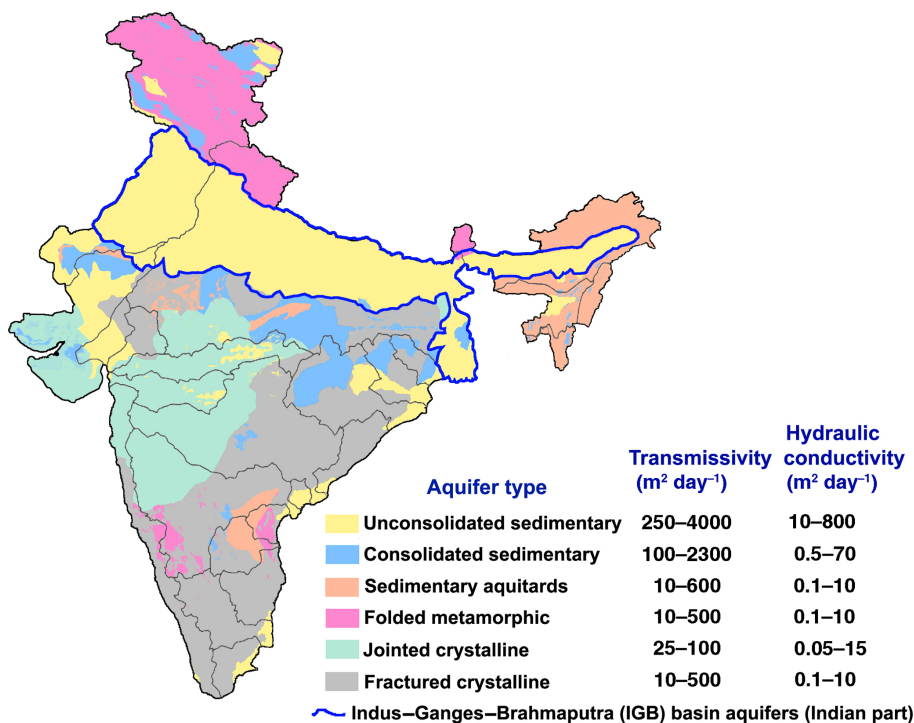 Aquifer type Transmissivity (m² day⁻¹) Hydraulic conductivity (m² day⁻¹)
Unconsolidated sedimentary 250–4000 10–800
Consolidated sedimentary 100–2300 0.5–70
Sedimentary aquitards 10–600 0.1–10
Folded metamorphic 10–500 0.1–10
Jointed crystalline 25–100 0.05–15
Fractured crystalline 10–500 0.1–10
Indus–Ganges–Brahmaputra (IGB) basin aquifers (Indian part)